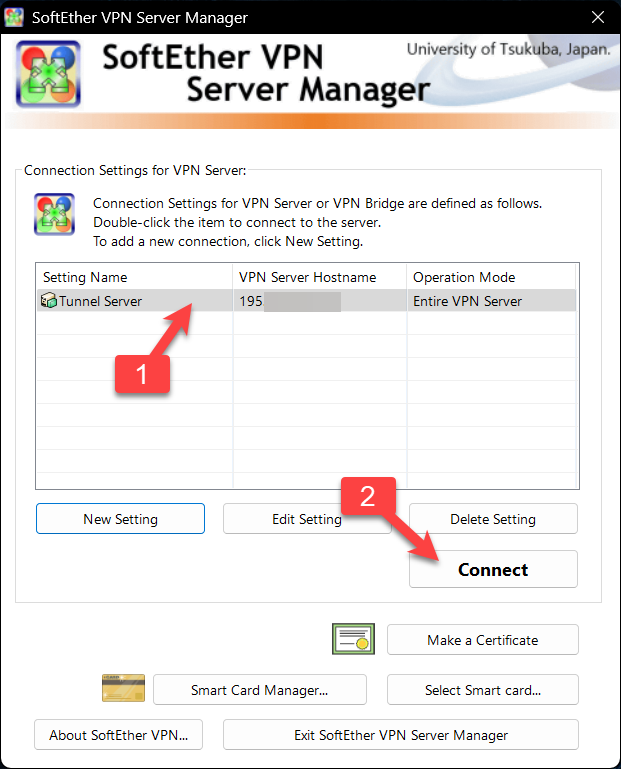 SoftEther VPN Server Manager
SoftEther VPN
Server Manager
University of Tsukuba, Japan.
Connection Settings for VPN Server:
Connection Settings for VPN Server or VPN Bridge are defined as follows.
Double-click the item to connect to the server.
To add a new connection, click New Setting.
Setting Name VPN Server Hostname Operation Mode
Tunnel Server 195 Entire VPN Server
1
2
New Setting Edit Setting Delete Setting
Connect
Make a Certificate
Smart Card Manager... Select Smart card...
About SoftEther VPN... Exit SoftEther VPN Server Manager